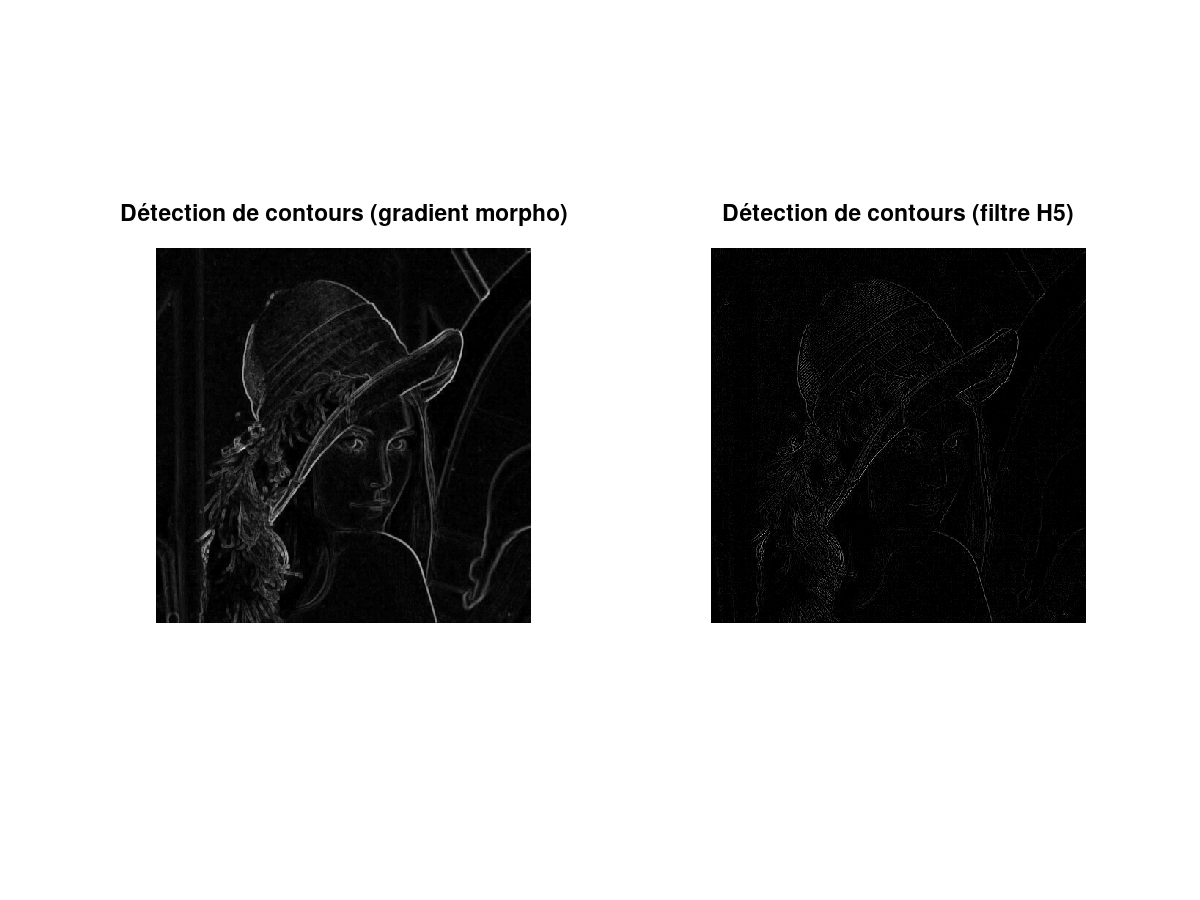 Détection de contours (gradient morpho)
Détection de contours (filtre H5)